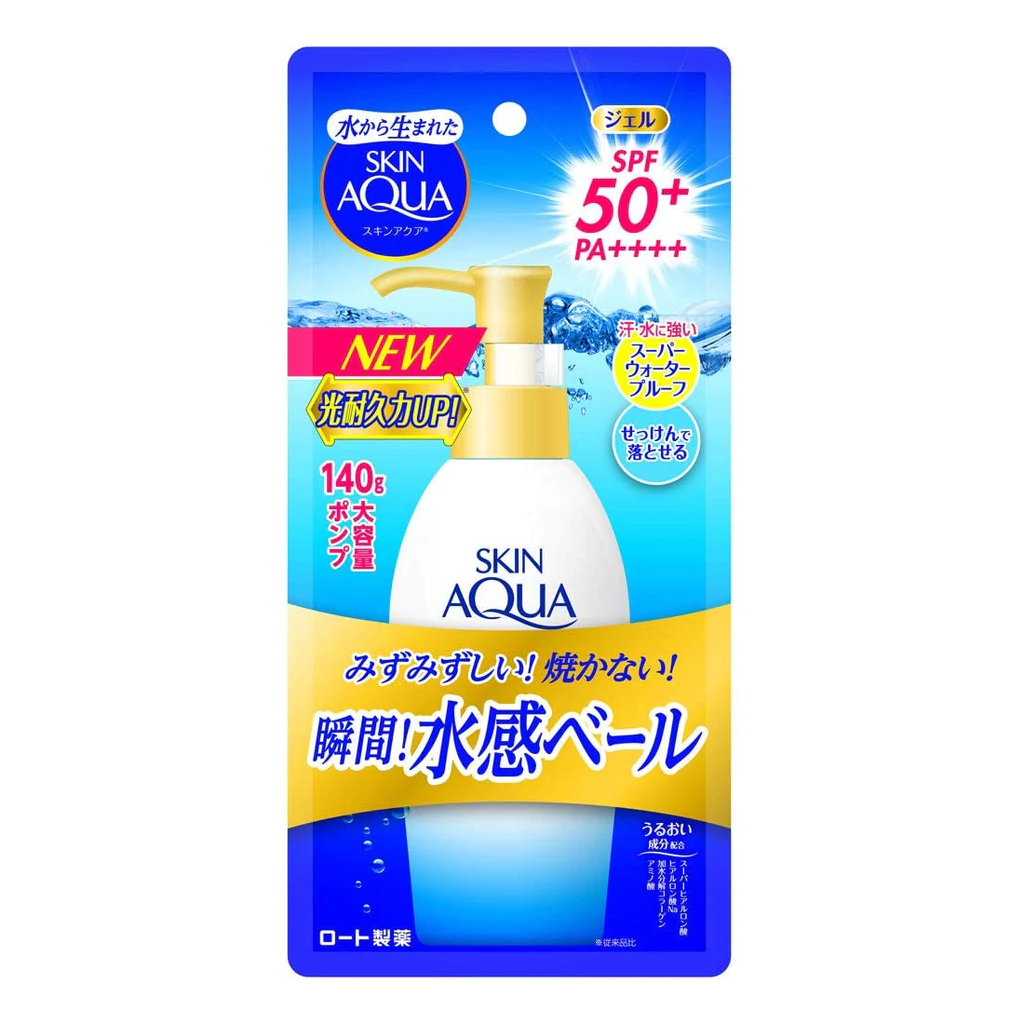 水から生まれた
SKIN
AQUA
スキンアクア®
ジェル
SPF
50+
PA++++
NEW
光耐久力UP!
140g
大容量
ポンプ
汗・水に強い
スーパー
ウォーター
プルーフ
せっけんで
落とせる
SKIN
AQUA
みずみずしい!焼かない!
瞬間!水感ベール
うるおい
成分配合
スーパーヒアルロン酸
ヒアルロン酸Na
加水分解コラーゲン
アミノ酸
ロート製薬
※従来品比